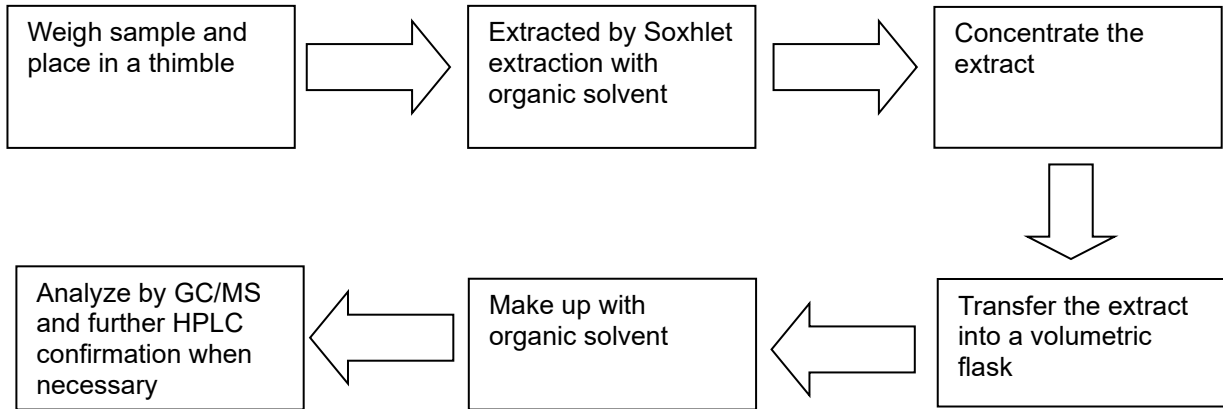 Weigh sample and
place in a thimble
Extracted by Soxhlet
extraction with
organic solvent
Concentrate the
extract
Transfer the extract
into a volumetric
flask
Make up with
organic solvent
Analyze by GC/MS
and further HPLC
confirmation when
necessary